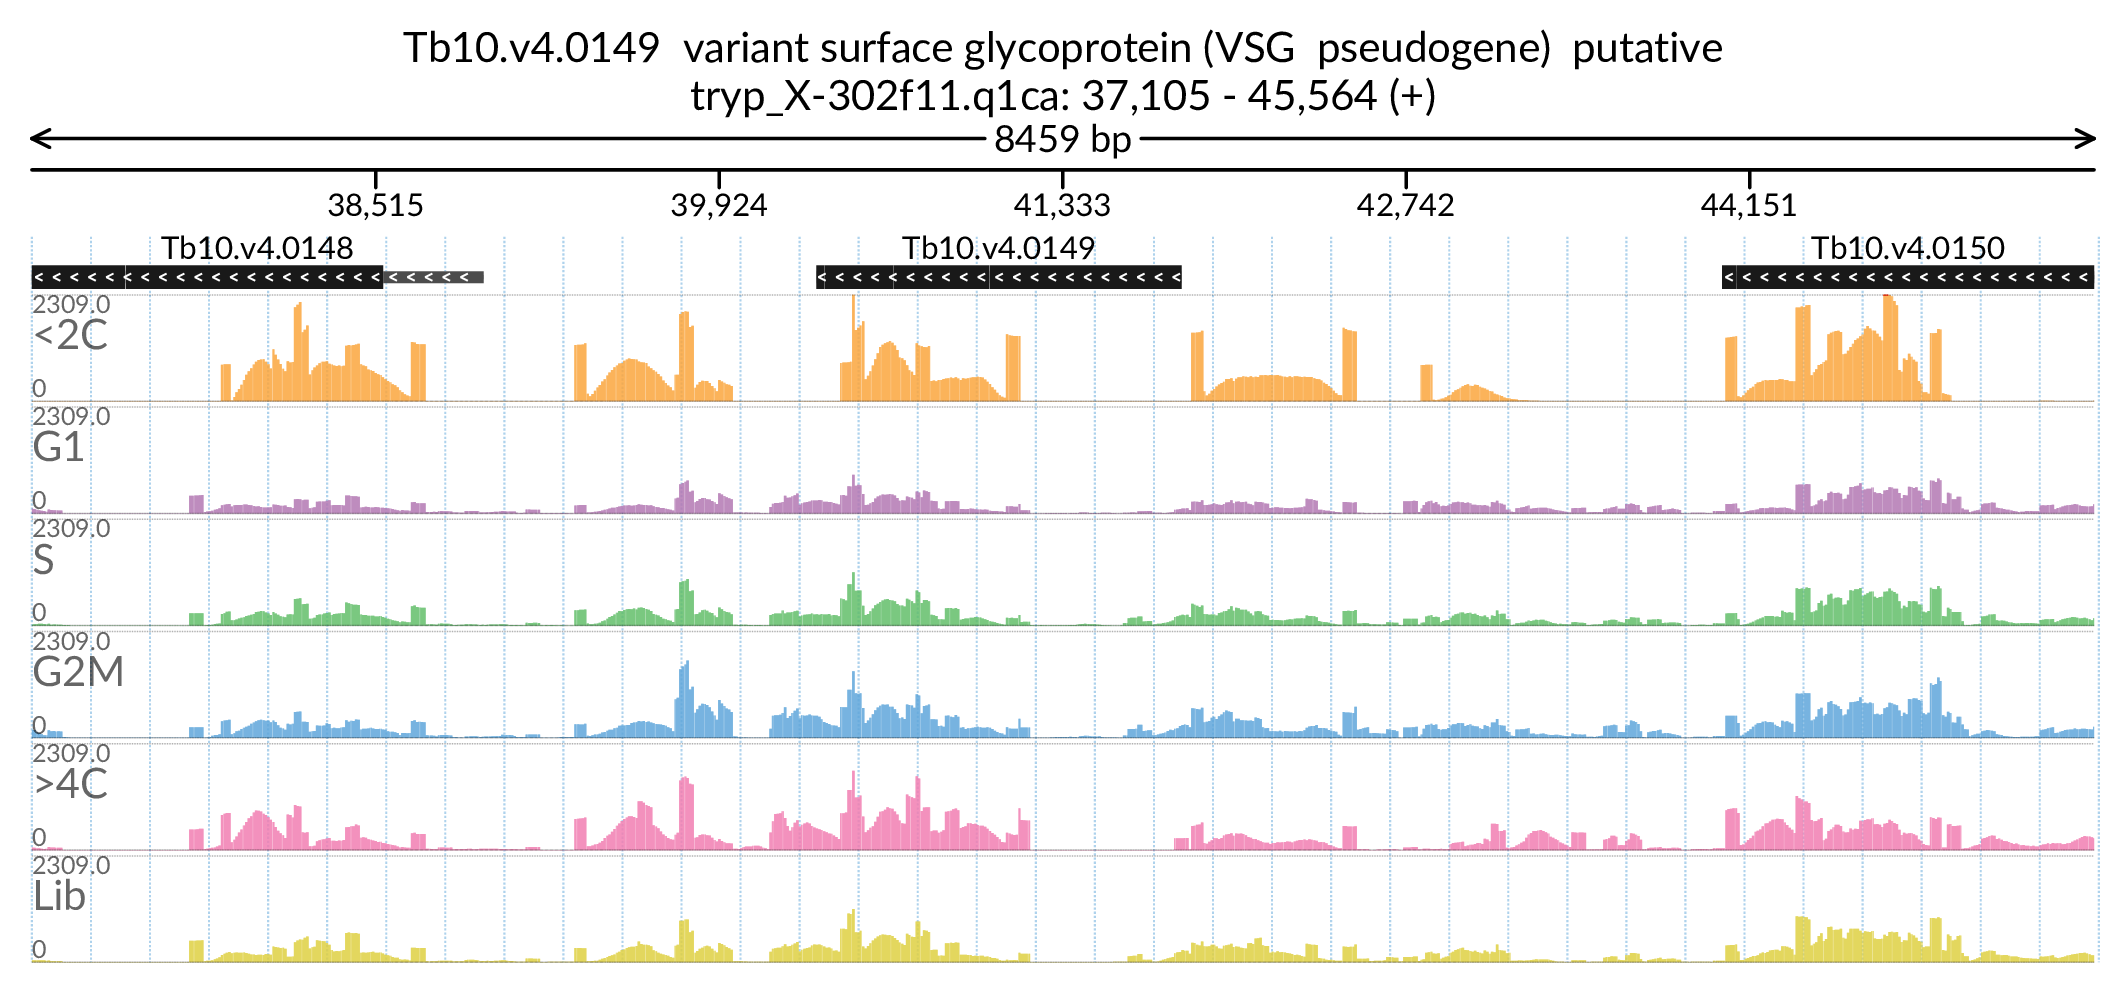 Tb10.v4.0149 variant surface glycoprotein (VSG pseudogene) putative
tryp_X-302f11.q1ca: 37,105 - 45,564 (+)
8459 bp
38,515 39,924 41,333 42,742 44,151
Tb10.v4.0148 Tb10.v4.0149 Tb10.v4.0150
2309.0
<2C
0
2309.0
G1
0
2309.0
S
0
2309.0
G2M
0
2309.0
>4C
0
2309.0
Lib
0